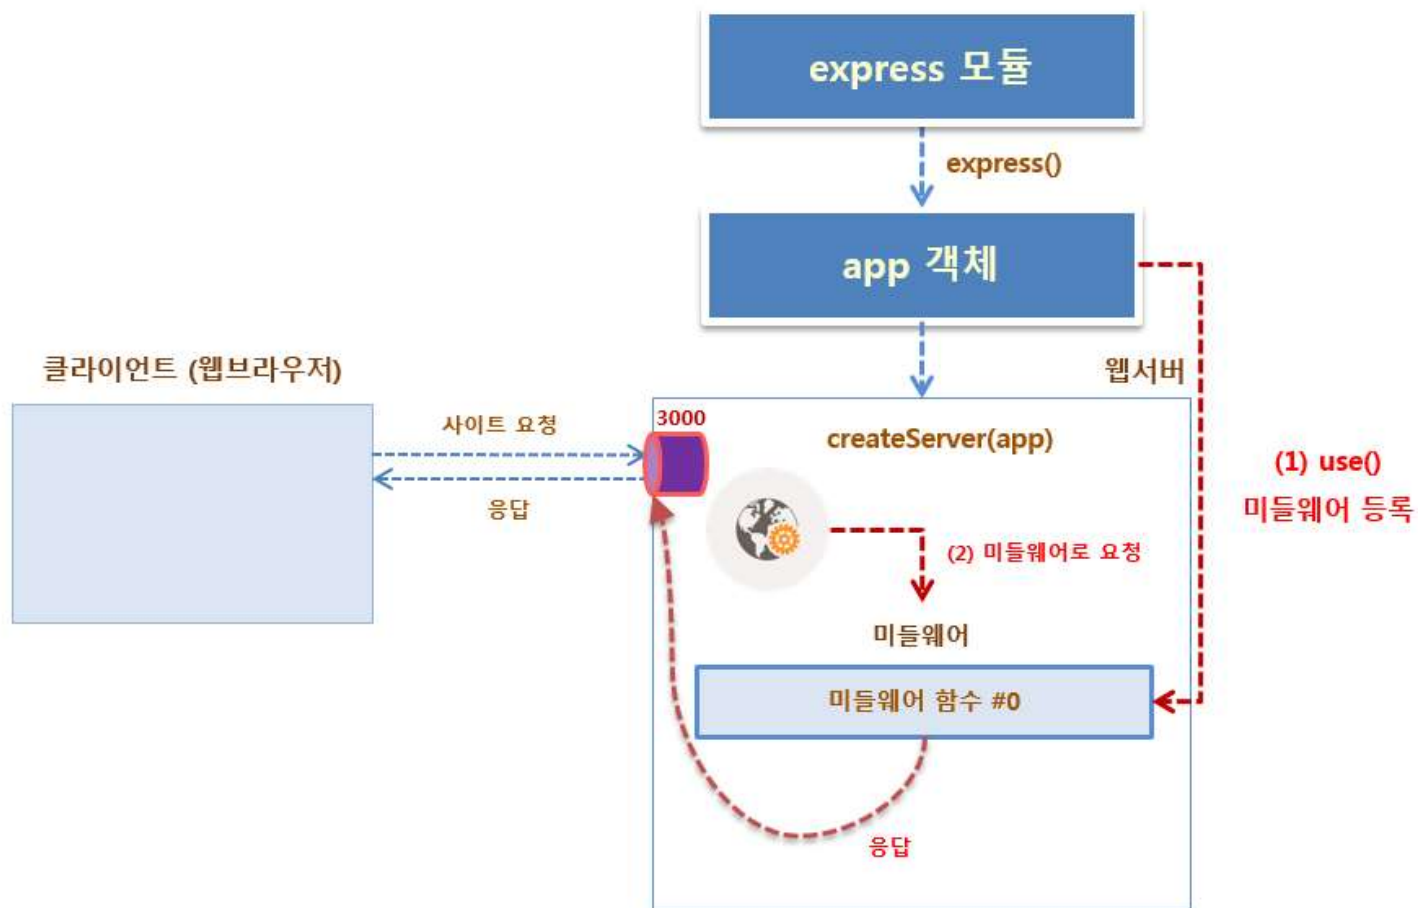 express 모듈
express()
app 객체
클라이언트 (웹브라우저)
웹서버
사이트 요청
3000
createServer(app)
응답
(1) use()
미들웨어 등록
(2) 미들웨어로 요청
미들웨어
미들웨어 함수 #0
응답